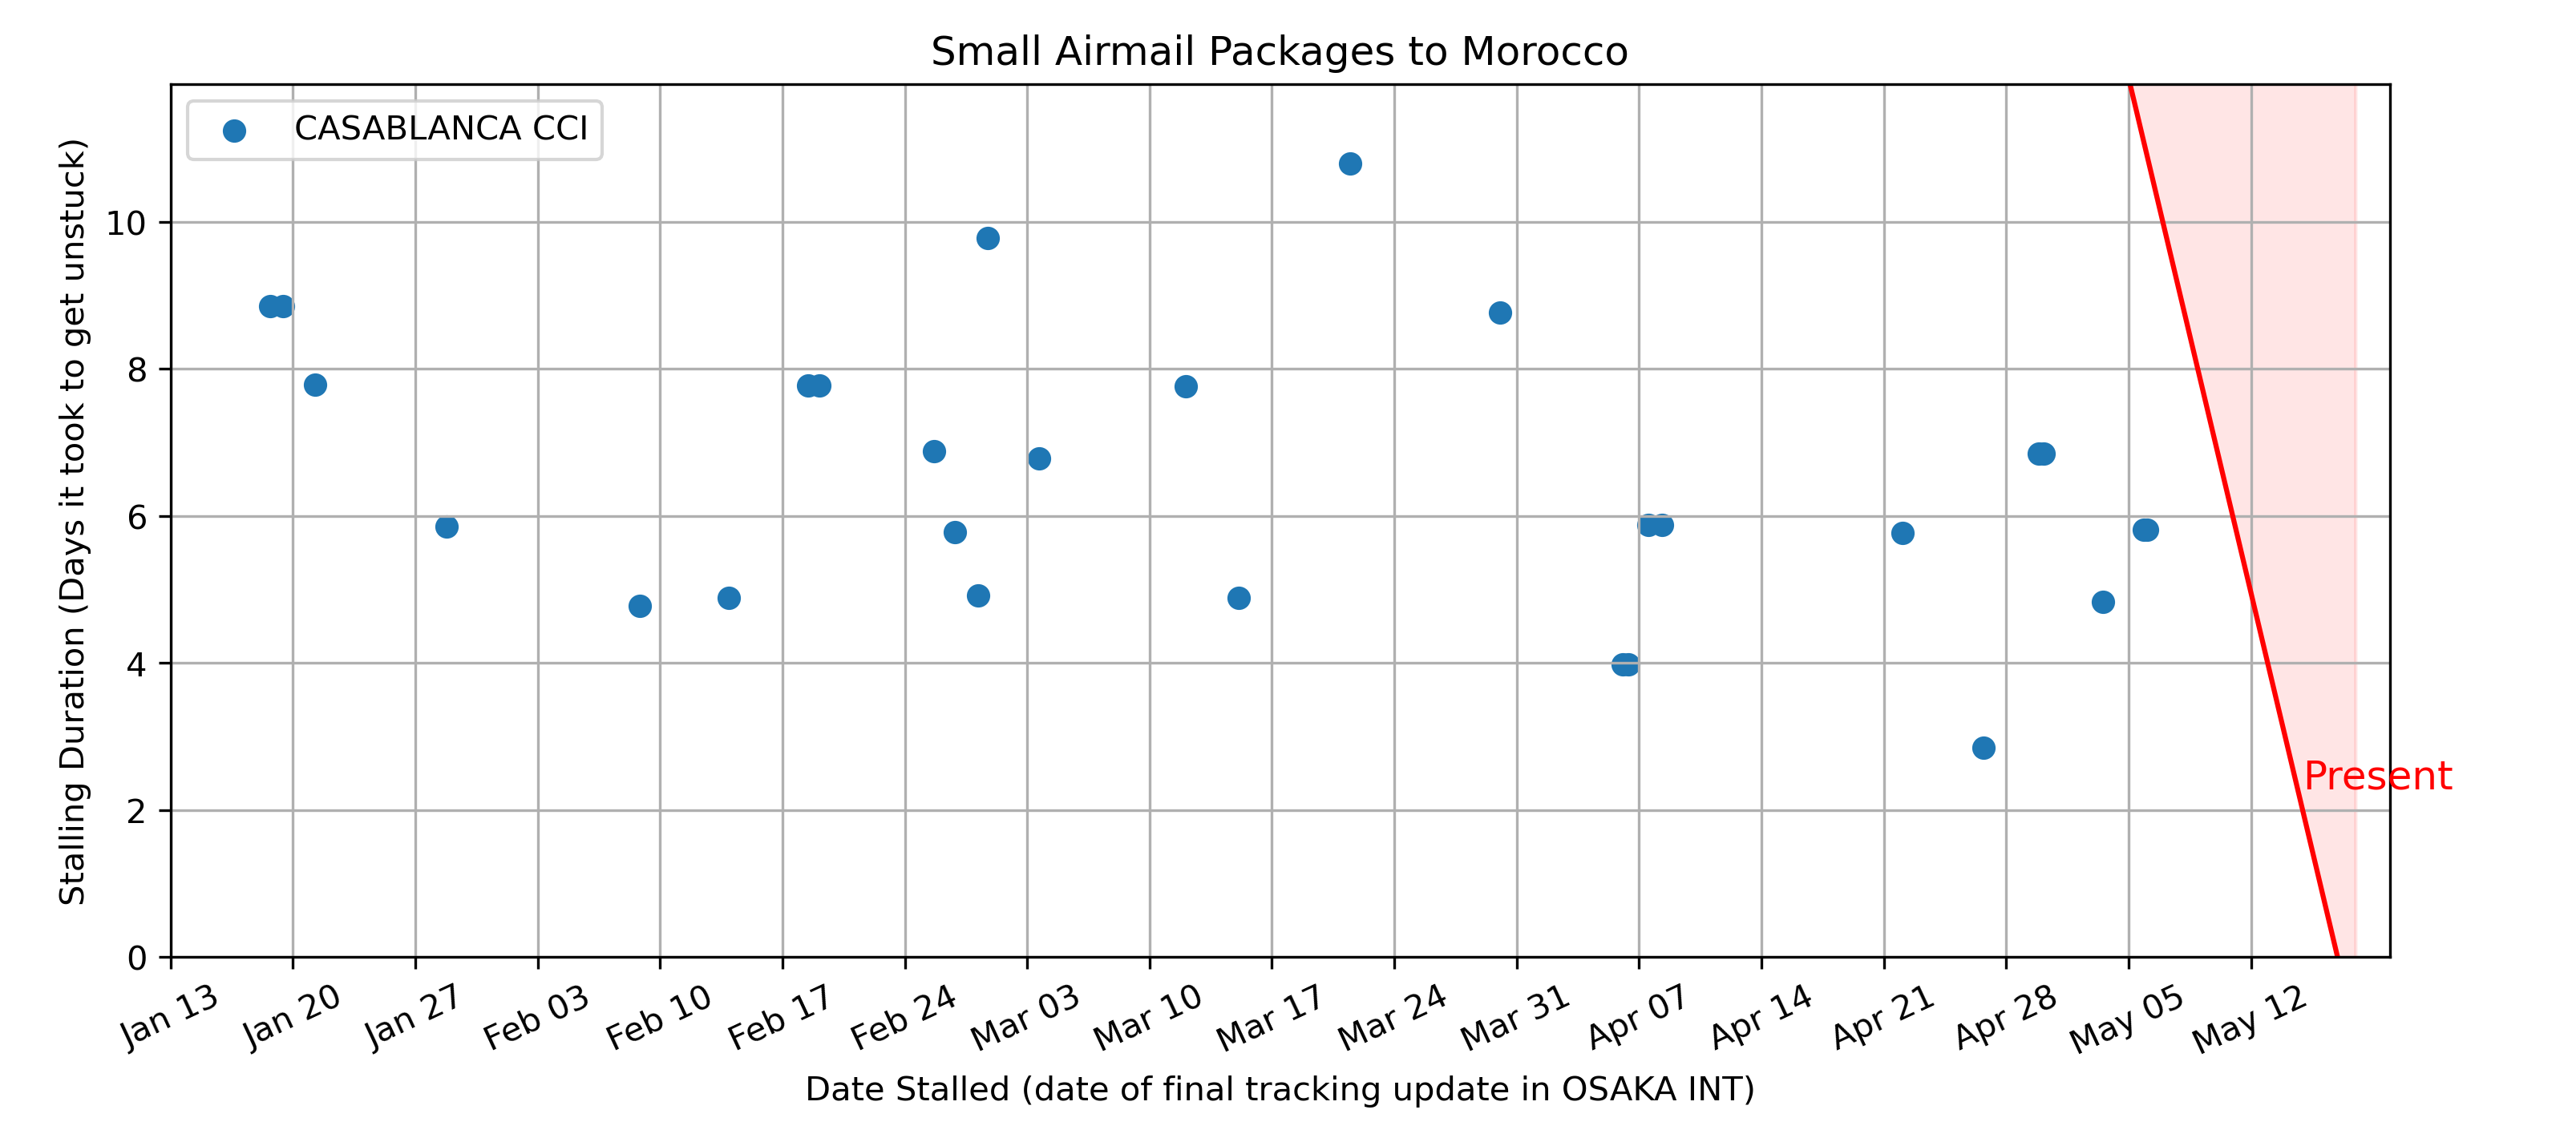 Small Airmail Packages to Morocco
CASABLANCA CCI
Stalling Duration (Days it took to get unstuck)
10
8
6
4
2
0
Present
Jan 13
Jan 20
Jan 27
Feb 03
Feb 10
Feb 17
Feb 24
Mar 03
Mar 10
Mar 17
Mar 24
Mar 31
Apr 07
Apr 14
Apr 21
Apr 28
May 05
May 12
Date Stalled (date of final tracking update in OSAKA INT)